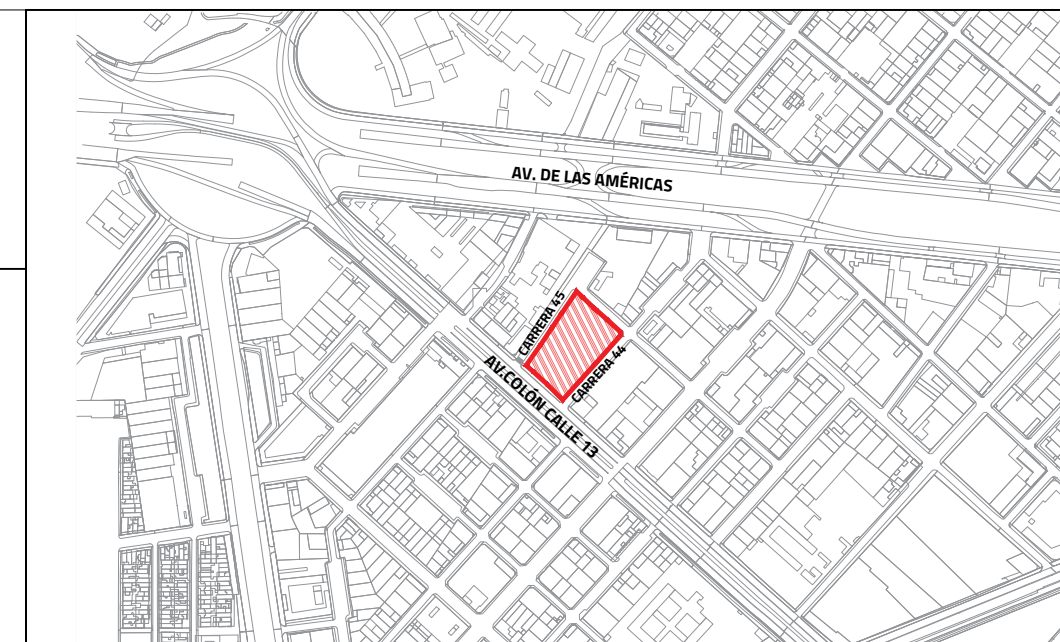 AV. DE LAS AMÉRICAS
CARRERA 45
CARRERA 44
AV.COLÓN CALLE 13